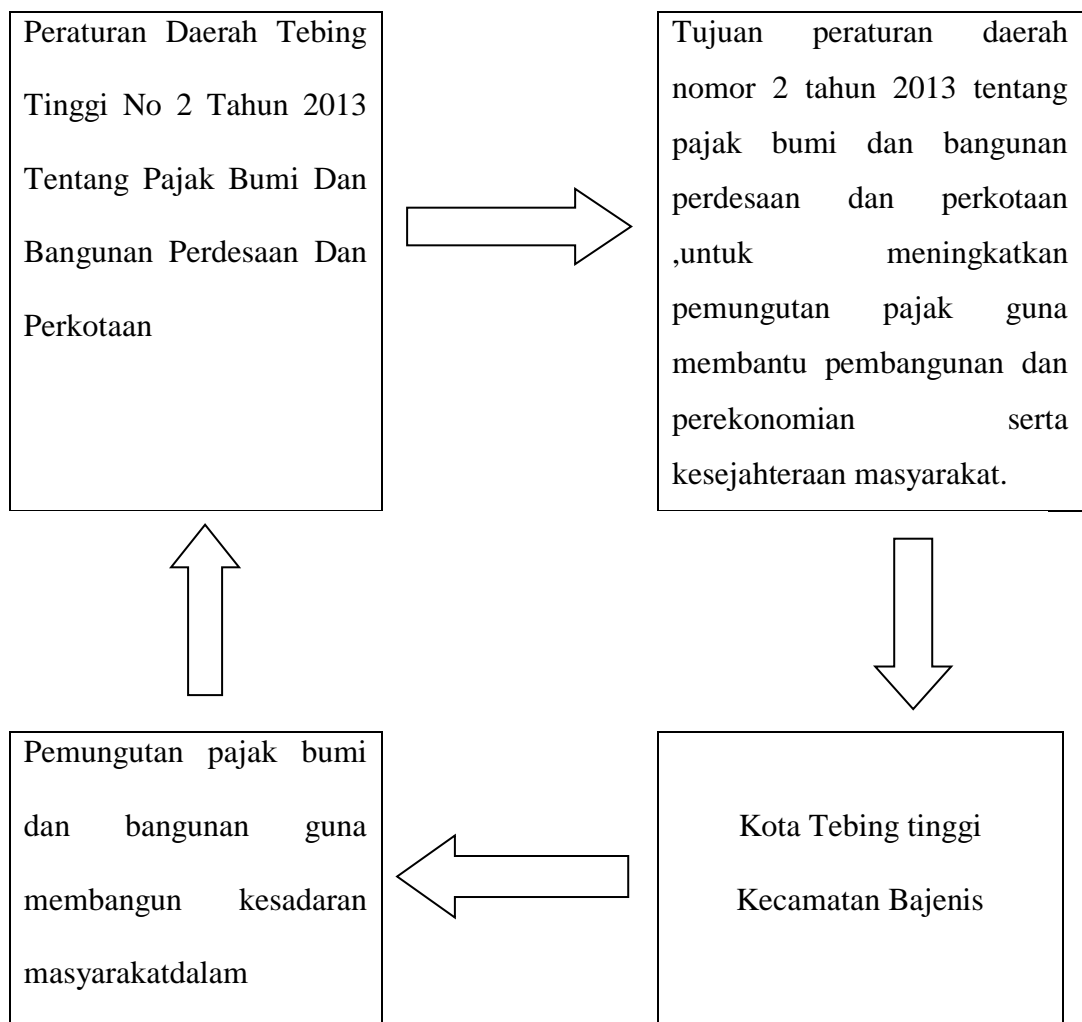 Peraturan Daerah Tebing
Tinggi No 2 Tahun 2013
Tentang Pajak Bumi Dan
Bangunan Perdesaan Dan
Perkotaan
Tujuan peraturan daerah
nomor 2 tahun 2013 tentang
pajak bumi dan bangunan
perdesaan dan perkotaan
,untuk meningkatkan
pemungutan pajak guna
membantu pembangunan dan
perekonomian serta
kesejahteraan masyarakat.
Pemungutan pajak bumi
dan bangunan guna
membangun kesadaran
masyarakatdalam
Kota Tebing tinggi
Kecamatan Bajenis